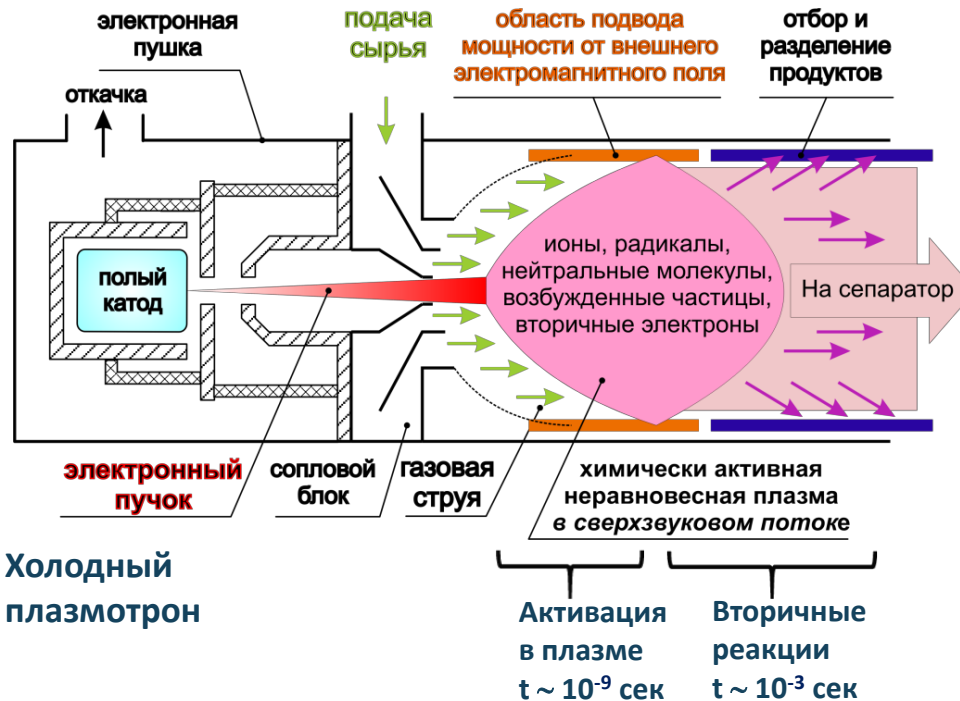 электронная
пушка
откачка
подача
сырья
область подвода
мощности от внешнего
электромагнитного поля
отбор и
разделение
продуктов
полый
катод
ионы, радикалы,
нейтральные молекулы,
возбужденные частицы,
вторичные электроны
На сепаратор
электронный
пучок
сопловой
блок
газовая
струя
химически активная
неравновесная плазма
в сверхзвуковом потоке
Холодный
плазмотрон
Активация
в плазме
t ~ 10⁻⁹ сек
Вторичные
реакции
t ~ 10⁻³ сек